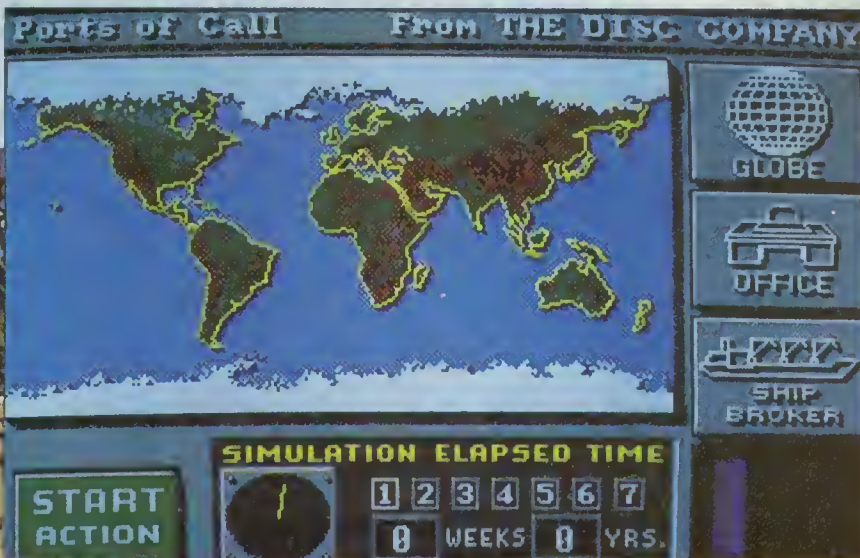 Ports of Call From THE DISC COMPANY
GLOBE
OFFICE
SHIP
BROKER
SIMULATION ELAPSED TIME
START
ACTION
1 2 3 4 5 6 7
0 WEEKS 0 YRS.